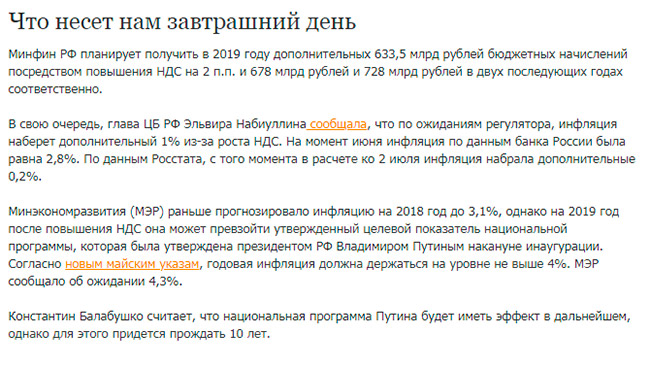 Что несет нам завтрашний день
Минфин РФ планирует получить в 2019 году дополнительных 633,5 млрд рублей бюджетных начислений
посредством повышения НДС на 2 п.п. и 678 млрд рублей и 728 млрд рублей в двух последующих годах
соответственно.
В свою очередь, глава ЦБ РФ Эльвира Набиуллина сообщала, что по ожиданиям регулятора, инфляция
наберет дополнительный 1% из-за роста НДС. На момент июня инфляция по данным банка России была
равна 2,8%. По данным Росстата, с того момента в расчете ко 2 июля инфляция набрала дополнительные
0,2%.
Минэкономразвития (МЭР) раньше прогнозировало инфляцию на 2018 год до 3,1%, однако на 2019 год
после повышения НДС она может превзойти утвержденный целевой показатель национальной
программы, которая была утверждена президентом РФ Владимиром Путиным накануне инаугурации.
Согласно новым майским указам, годовая инфляция должна держаться на уровне не выше 4%. МЭР
сообщало об ожидании 4,3%.
Константин Балабушко считает, что национальная программа Путина будет иметь эффект в дальнейшем,
однако для этого придется прождать 10 лет.